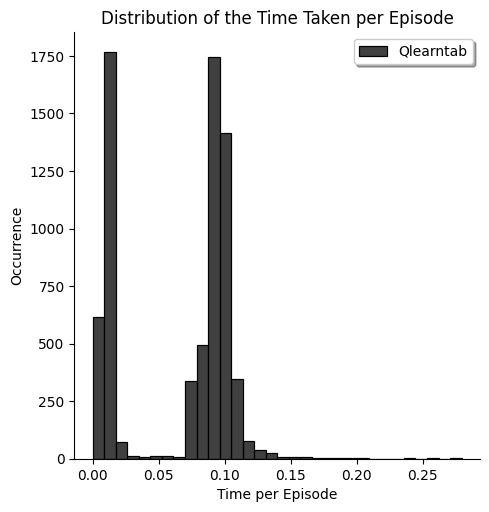 Distribution of the Time Taken per Episode
Qlearntab
1750
1500
1250
1000
750
500
250
0
Occurrence
0.00 0.05 0.10 0.15 0.20 0.25
Time per Episode